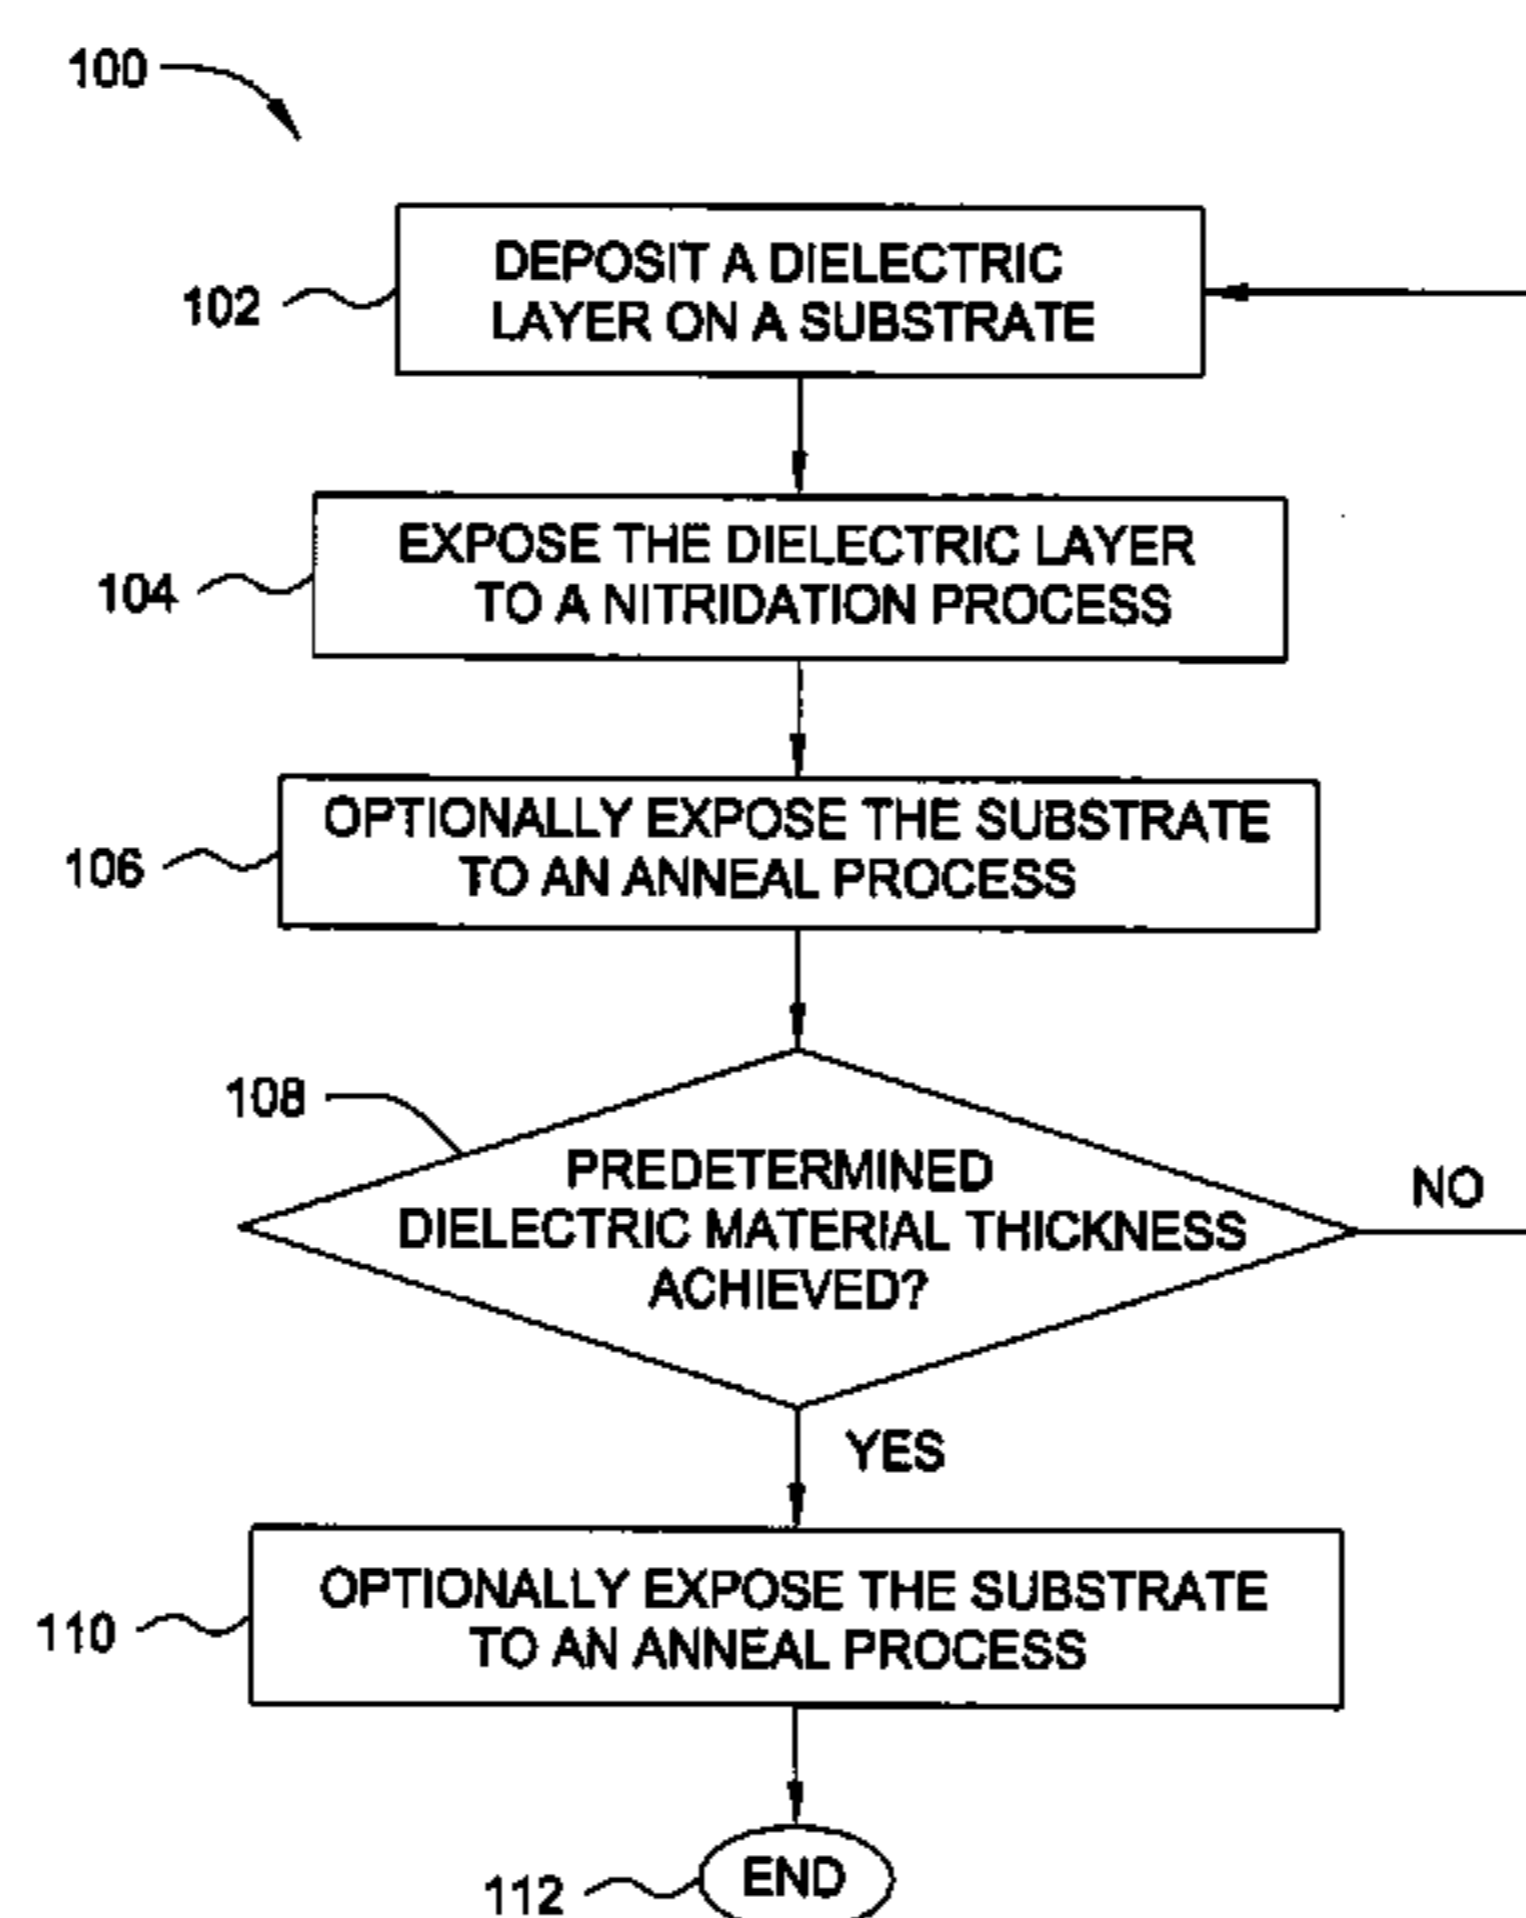 100
DEPOSIT A DIELECTRIC
LAYER ON A SUBSTRATE
102
EXPOSE THE DIELECTRIC LAYER
TO A NITRIDATION PROCESS
104
OPTIONALLY EXPOSE THE SUBSTRATE
TO AN ANNEAL PROCESS
106
108
PREDETERMINED
DIELECTRIC MATERIAL THICKNESS
ACHIEVED?
NO
YES
OPTIONALLY EXPOSE THE SUBSTRATE
TO AN ANNEAL PROCESS
110
END
112